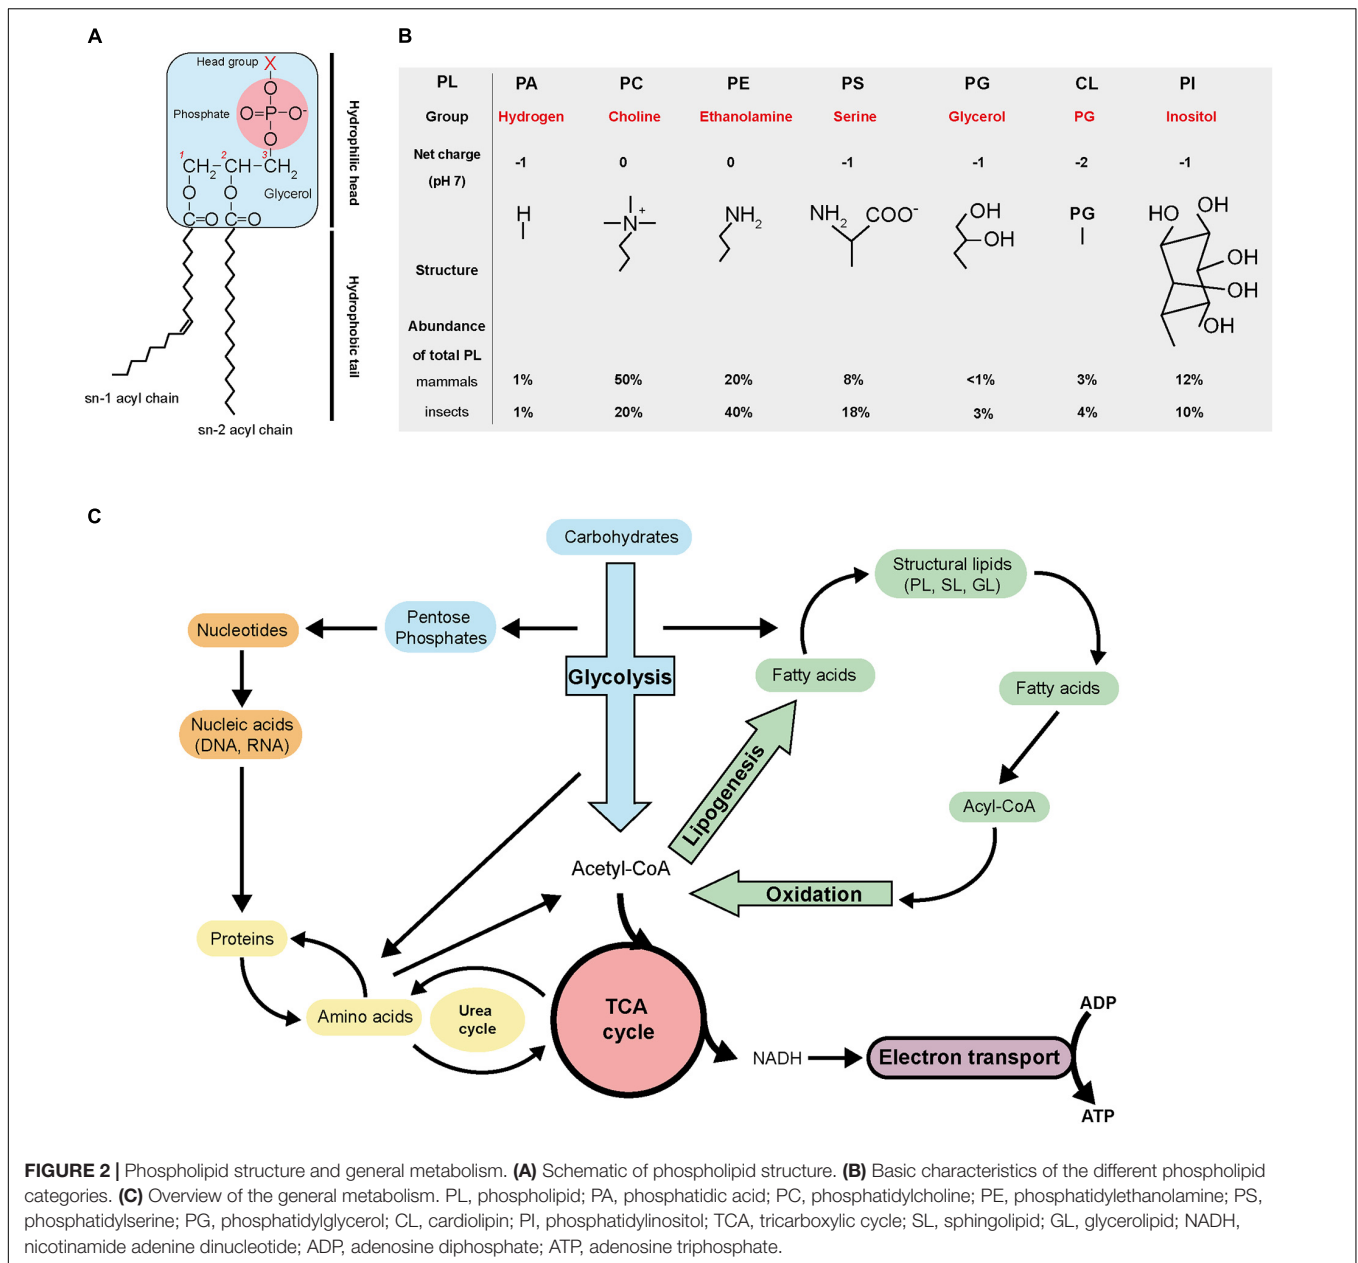 A
Head group X
O
Phosphate O=P–O-
O
1 2 3
CH2–CH–CH2
O O Glycerol
C=O C=O
Hydrophilic head
Hydrophobic tail
sn-1 acyl chain
sn-2 acyl chain
B
PL PA PC PE PS PG CL PI
Group Hydrogen Choline Ethanolamine Serine Glycerol PG Inositol
Net charge
(pH 7) -1 0 0 -1 -1 -2 -1
Structure
H
N+
NH2
NH2 COO-
OH
OH
PG
HO OH
OH
OH
OH
Abundance
of total PL
mammals 1% 50% 20% 8% <1% 3% 12%
insects 1% 20% 40% 18% 3% 4% 10%
C
Carbohydrates
Structural lipids
(PL, SL, GL)
Nucleotides
Pentose
Phosphates
Glycolysis
Fatty acids
Fatty acids
Nucleic acids
(DNA, RNA)
Lipogenesis
Acyl-CoA
Acetyl-CoA
Oxidation
Proteins
Amino acids
Urea
cycle
TCA
cycle
NADH
Electron transport
ADP
ATP
FIGURE 2 | Phospholipid structure and general metabolism. (A) Schematic of phospholipid structure. (B) Basic characteristics of the different phospholipid
categories. (C) Overview of the general metabolism. PL, phospholipid; PA, phosphatidic acid; PC, phosphatidylcholine; PE, phosphatidylethanolamine; PS,
phosphatidylserine; PG, phosphatidylglycerol; CL, cardiolipin; PI, phosphatidylinositol; TCA, tricarboxylic cycle; SL, sphingolipid; GL, glycerolipid; NADH,
nicotinamide adenine dinucleotide; ADP, adenosine diphosphate; ATP, adenosine triphosphate.